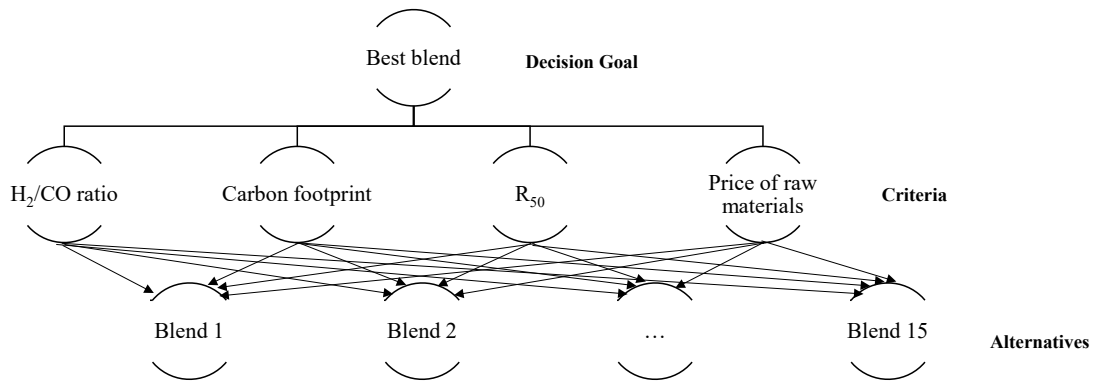 Best blend
Decision Goal
H₂/CO ratio
Carbon footprint
R₅₀
Price of raw
materials
Criteria
Blend 1
Blend 2
…
Blend 15
Alternatives